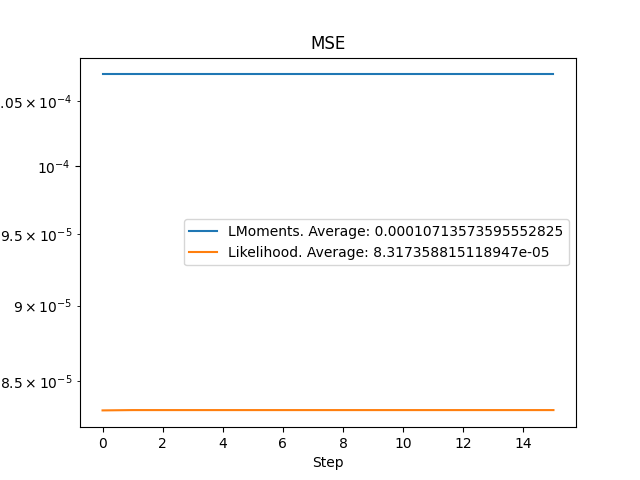 MSE
.05 × 10⁻⁴
10⁻⁴
9.5 × 10⁻⁵
9 × 10⁻⁵
8.5 × 10⁻⁵
LMoments. Average: 0.00010713573595552825
Likelihood. Average: 8.317358815118947e-05
0 2 4 6 8 10 12 14
Step